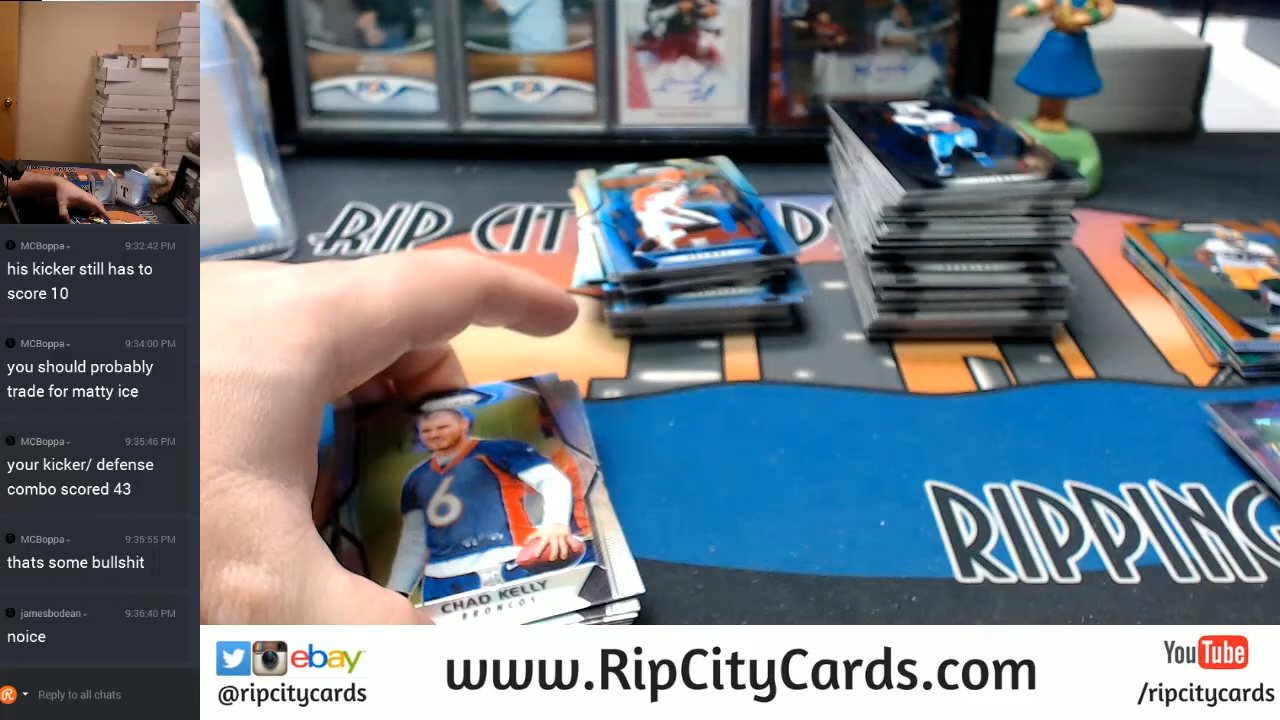 MCBoppa
9:32:42 PM
his kicker still has to
score 10
MCBoppa
9:34:00 PM
you should probably
trade for matty ice
MCBoppa
9:35:46 PM
your kicker/ defense
combo scored 43
MCBoppa
9:35:55 PM
thats some bullshit
jamesbodean
9:36:40 PM
noice
Reply to all chats
RIP CIT
DS
6
CHAD KELLY
BRONCOS
RIPPING
ebay
@ripcitycards
www.RipCityCards.com
YouTube
/ripcitycards